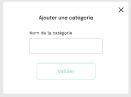 Ajouter une catégorie
Nom de la catégorie
Valider